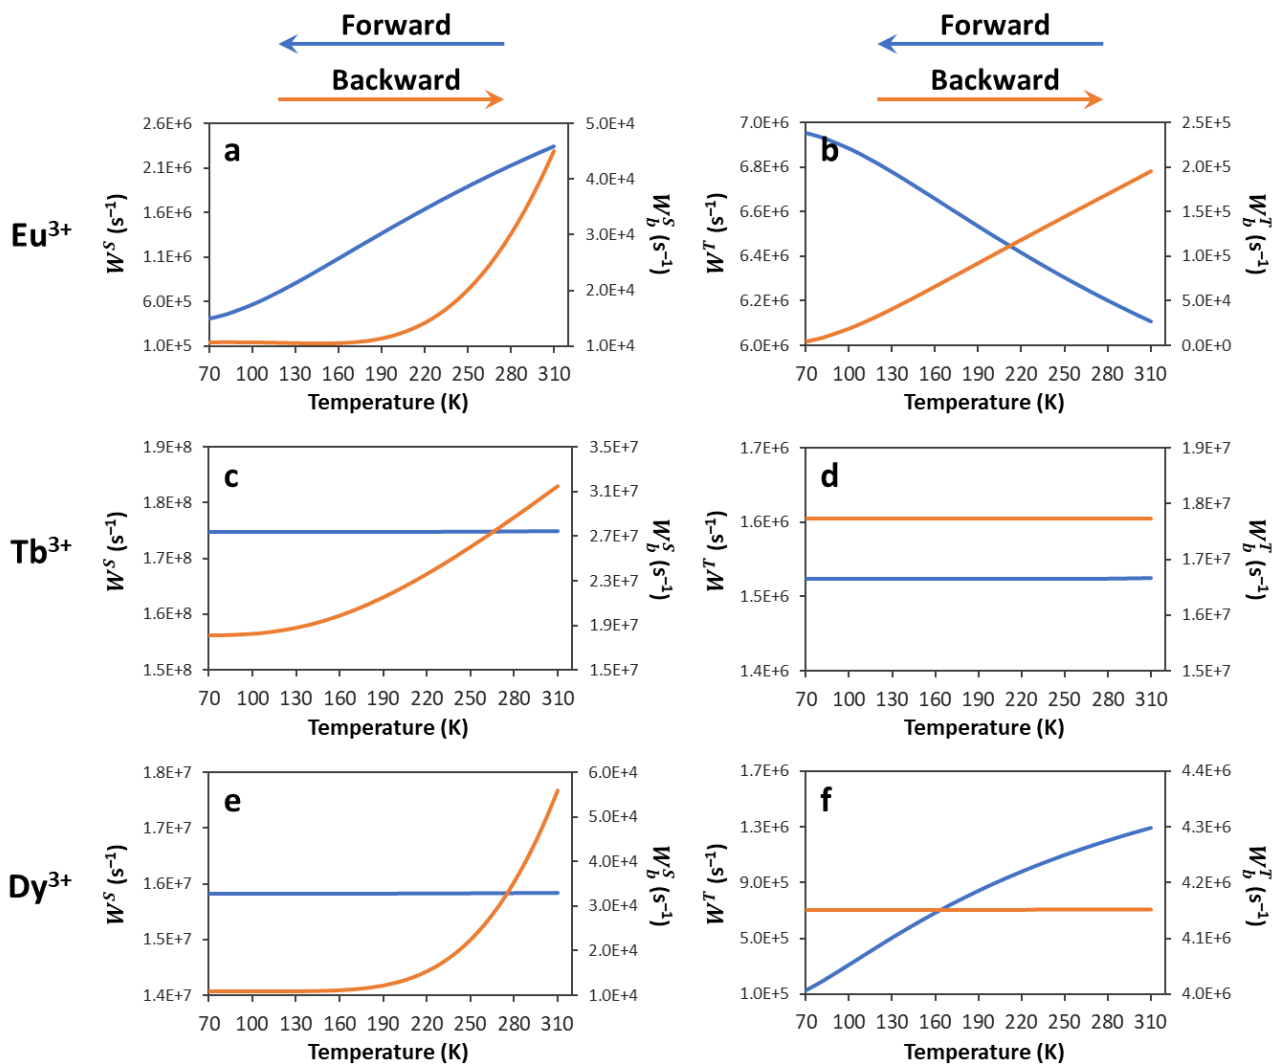 Forward
Backward
Forward
Backward
Eu³⁺
a
2.6E+6
2.1E+6
1.6E+6
1.1E+6
6.0E+5
1.0E+5
W^S (s⁻¹)
5.0E+4
4.0E+4
3.0E+4
2.0E+4
1.0E+4
W_b^S (s⁻¹)
70 100 130 160 190 220 250 280 310
Temperature (K)
b
7.0E+6
6.8E+6
6.6E+6
6.4E+6
6.2E+6
6.0E+6
W^T (s⁻¹)
2.5E+5
2.0E+5
1.5E+5
1.0E+5
5.0E+4
0.0E+0
W_b^T (s⁻¹)
70 100 130 160 190 220 250 280 310
Temperature (K)
Tb³⁺
c
1.9E+8
1.8E+8
1.7E+8
1.6E+8
1.5E+8
W^S (s⁻¹)
3.5E+7
3.1E+7
2.7E+7
2.3E+7
1.9E+7
1.5E+7
W_b^S (s⁻¹)
70 100 130 160 190 220 250 280 310
Temperature (K)
d
1.7E+6
1.6E+6
1.5E+6
1.4E+6
W^T (s⁻¹)
1.9E+7
1.8E+7
1.7E+7
1.6E+7
1.5E+7
W_b^T (s⁻¹)
70 100 130 160 190 220 250 280 310
Temperature (K)
Dy³⁺
e
1.8E+7
1.7E+7
1.6E+7
1.5E+7
1.4E+7
W^S (s⁻¹)
6.0E+4
5.0E+4
4.0E+4
3.0E+4
2.0E+4
1.0E+4
W_b^S (s⁻¹)
70 100 130 160 190 220 250 280 310
Temperature (K)
f
1.7E+6
1.3E+6
9.0E+5
5.0E+5
1.0E+5
W^T (s⁻¹)
4.4E+6
4.3E+6
4.2E+6
4.1E+6
4.0E+6
W_b^T (s⁻¹)
70 100 130 160 190 220 250 280 310
Temperature (K)